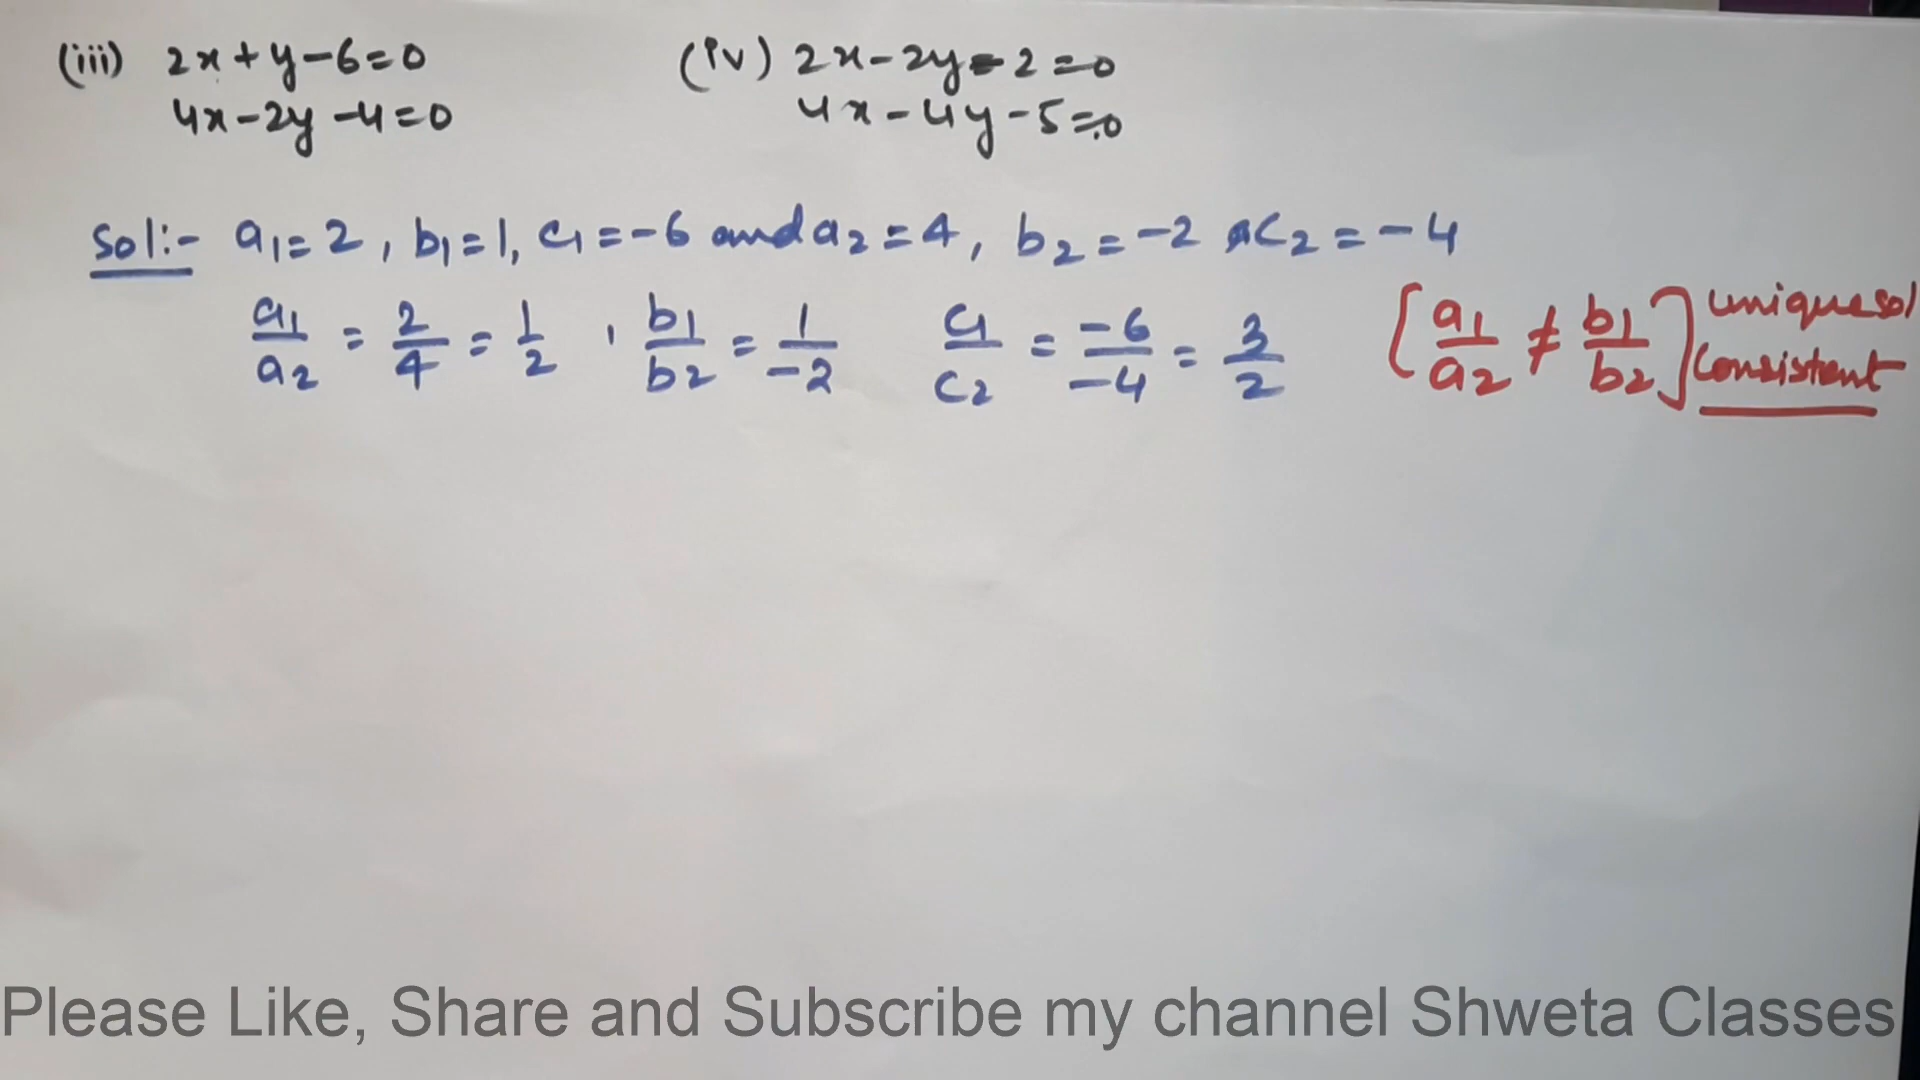 (iii) 2x+y-6=0
4x-2y-4=0
(iv) 2x-2y-2=0
4x-4y-5=0
Sol:- a1=2, b1=1, c1=-6 and a2=4, b2=-2 c2=-4
a1/a2 = 2/4 = 1/2, b1/b2 = 1/-2 c1/c2 = -6/-4 = 3/2
[a1/a2 ≠ b1/b2] unique sol
consistent
Please Like, Share and Subscribe my channel Shweta Classes